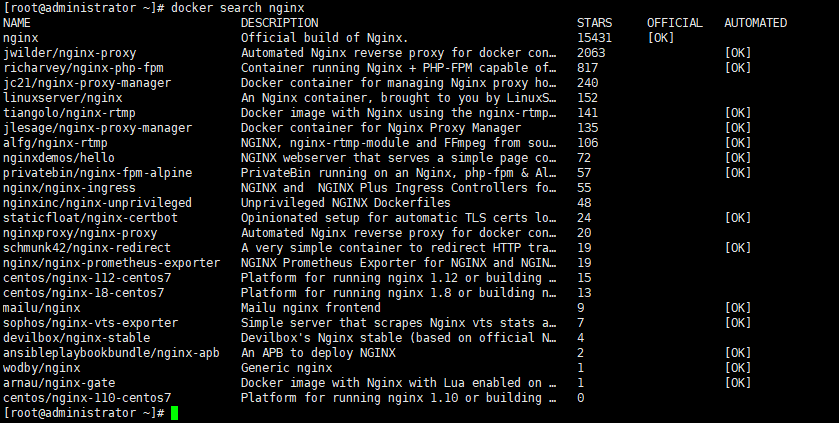 [root@administrator ~]# docker search nginx
NAME DESCRIPTION STARS OFFICIAL AUTOMATED
nginx Official build of Nginx. 15431 [OK]
jwilder/nginx-proxy Automated Nginx reverse proxy for docker con… 2063 [OK]
richarvey/nginx-php-fpm Container running Nginx + PHP-FPM capable of… 817 [OK]
jc21/nginx-proxy-manager Docker container for managing Nginx proxy ho… 240
linuxserver/nginx An Nginx container, brought to you by LinuxS… 152
tiangolo/nginx-rtmp Docker image with Nginx using the nginx-rtmp… 141 [OK]
jlesage/nginx-proxy-manager Docker container for Nginx Proxy Manager 135 [OK]
alfg/nginx-rtmp NGINX, nginx-rtmp-module and FFmpeg from sou… 106 [OK]
nginxdemos/hello NGINX webserver that serves a simple page co… 72 [OK]
privatebin/nginx-fpm-alpine PrivateBin running on an Nginx, php-fpm & Al… 57 [OK]
nginx/nginx-ingress NGINX and  NGINX Plus Ingress Controllers fo… 55
nginxinc/nginx-unprivileged Unprivileged NGINX Dockerfiles 48
staticfloat/nginx-certbot Opinionated setup for automatic TLS certs lo… 24 [OK]
nginxproxy/nginx-proxy Automated Nginx reverse proxy for docker con… 20
schmunk42/nginx-redirect A very simple container to redirect HTTP tra… 19 [OK]
nginx/nginx-prometheus-exporter NGINX Prometheus Exporter for NGINX and NGIN… 19
centos/nginx-112-centos7 Platform for running nginx 1.12 or building … 15
centos/nginx-18-centos7 Platform for running nginx 1.8 or building n… 13
mailu/nginx Mailu nginx frontend 9 [OK]
sophos/nginx-vts-exporter Simple server that scrapes Nginx vts stats a… 7 [OK]
devilbox/nginx-stable Devilbox's Nginx stable (based on official N… 4
ansibleplaybookbundle/nginx-apb An APB to deploy NGINX 2 [OK]
wodby/nginx Generic nginx 1 [OK]
arnau/nginx-gate Docker image with Nginx with Lua enabled on … 1 [OK]
centos/nginx-110-centos7 Platform for running nginx 1.10 or building … 0
[root@administrator ~]#